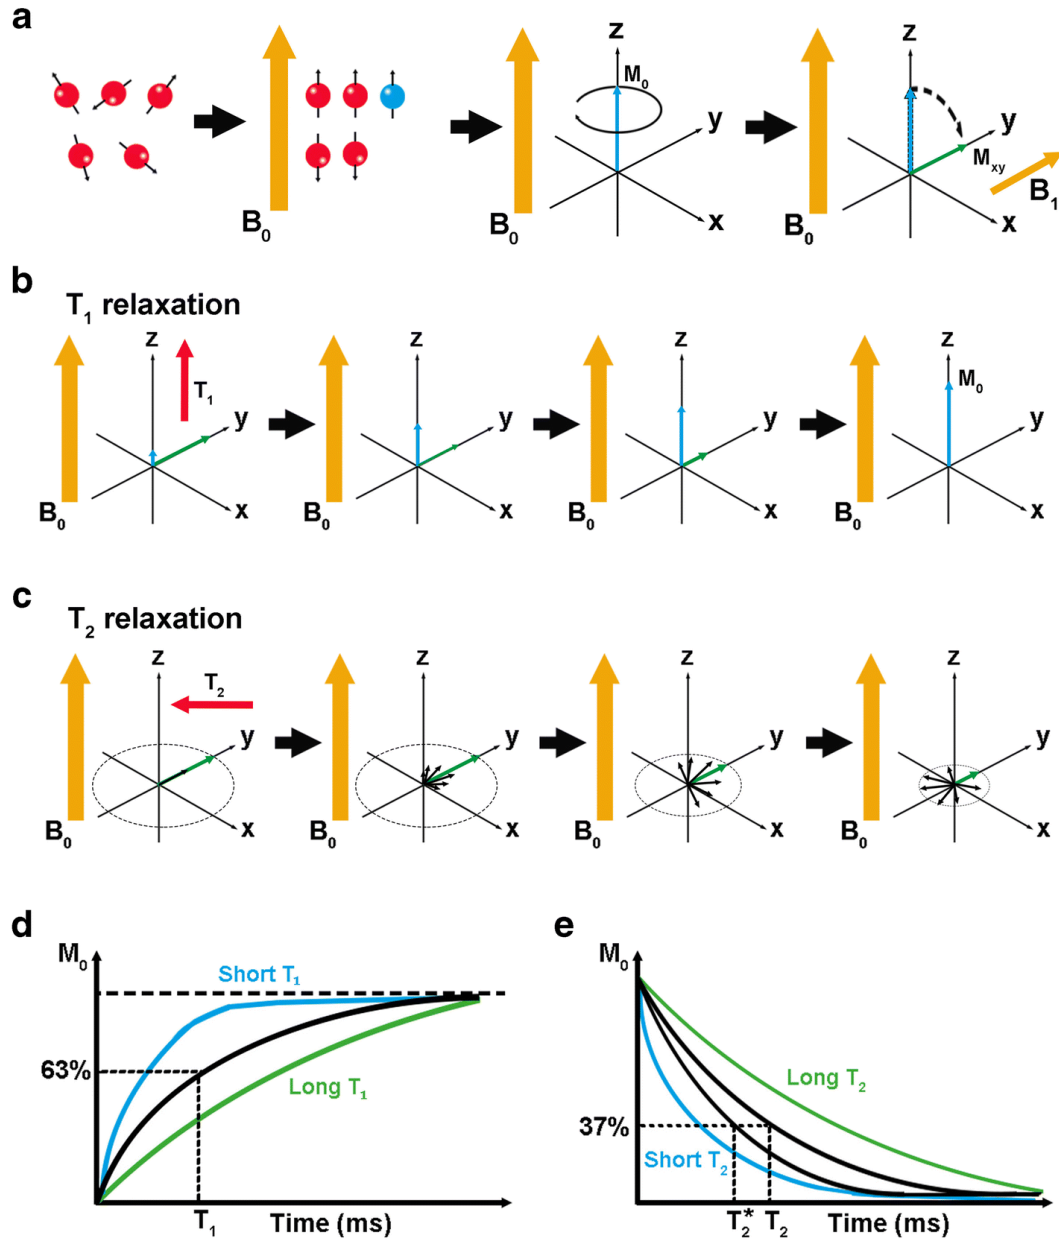 a
B0
z
M0
y
x
B0
z
y
Mxy
B1
x
B0
b
T1 relaxation
z
T1
y
x
B0
z
y
x
B0
z
y
x
B0
z
M0
y
x
B0
c
T2 relaxation
z
T2
y
x
B0
z
y
x
B0
z
y
x
B0
z
y
x
B0
d
M0
Short T1
63%
Long T1
T1
Time (ms)
e
M0
Long T2
37%
Short T2
T2*
T2
Time (ms)